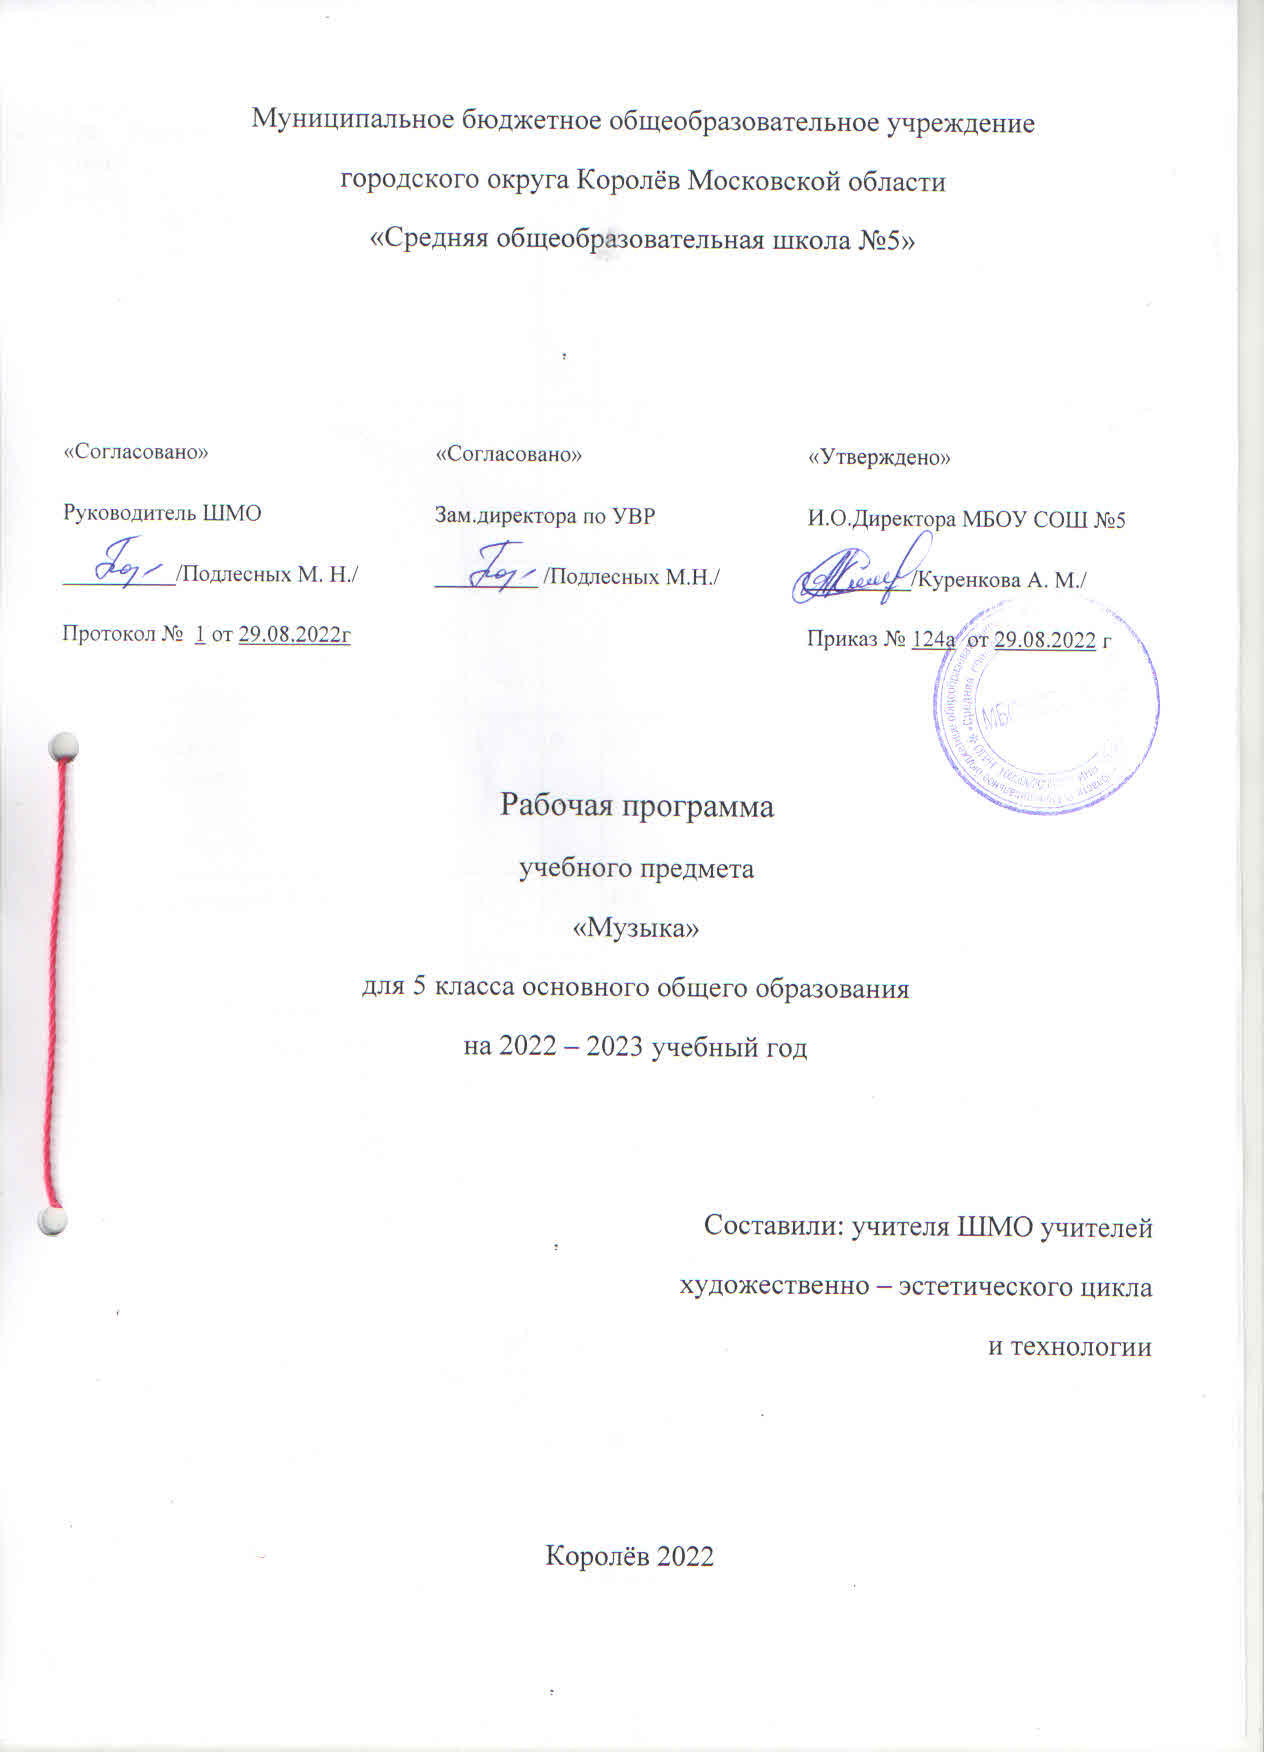 Муниципальное бюджетное общеобразовательное учреждение
городского округа Королёв Московской области
«Средняя общеобразовательная школа №5»
«Согласовано»
Руководитель ШМО
/Подлесных М. Н./
Протокол № 1 от 29.08.2022г
«Согласовано»
Зам.директора по УВР
/Подлесных М.Н./
«Утверждено»
И.О.Директора МБОУ СОШ №5
/Куренкова А. М./
Приказ № 124а от 29.08.2022 г
Рабочая программа
учебного предмета
«Музыка»
для 5 класса основного общего образования
на 2022 – 2023 учебный год
Составили: учителя ШМО учителей
художественно – эстетического цикла
и технологии
Королёв 2022